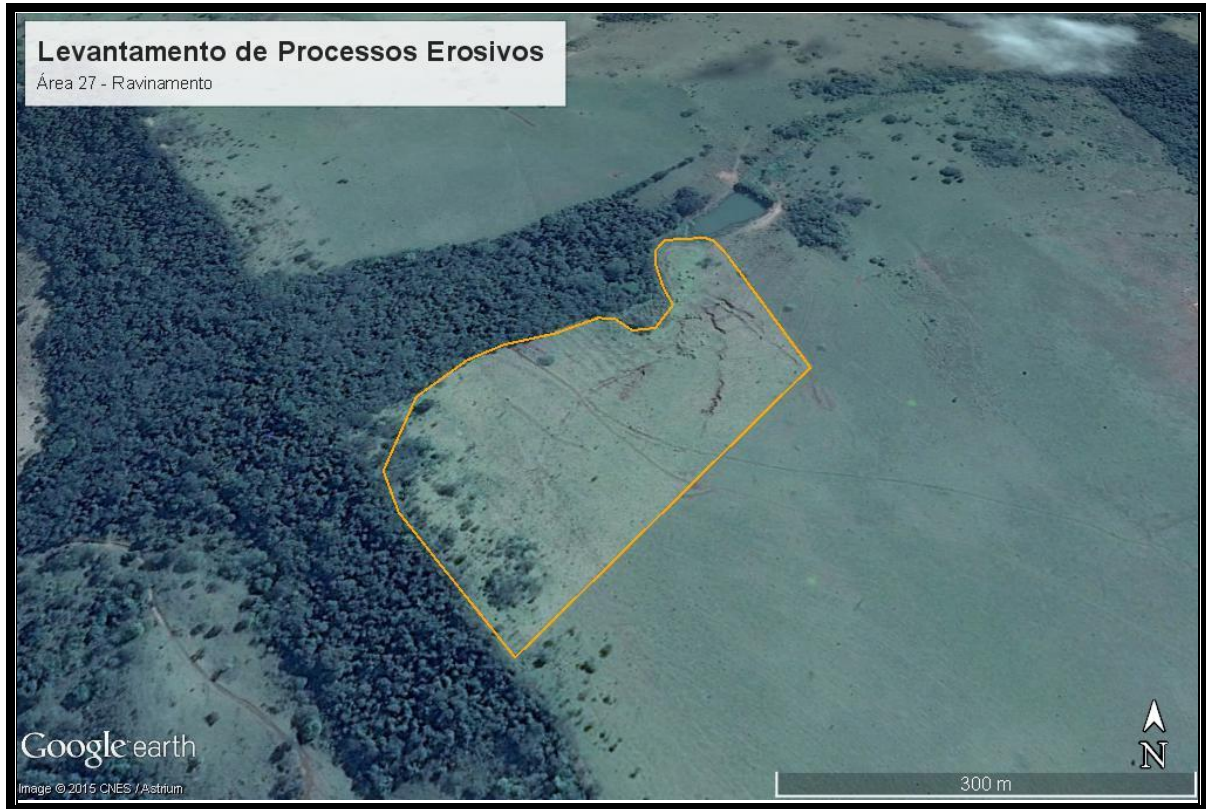 Levantamento de Processos Erosivos
Área 27 - Ravinamento
Google earth
Image © 2015 CNES / Astrium
300 m
N